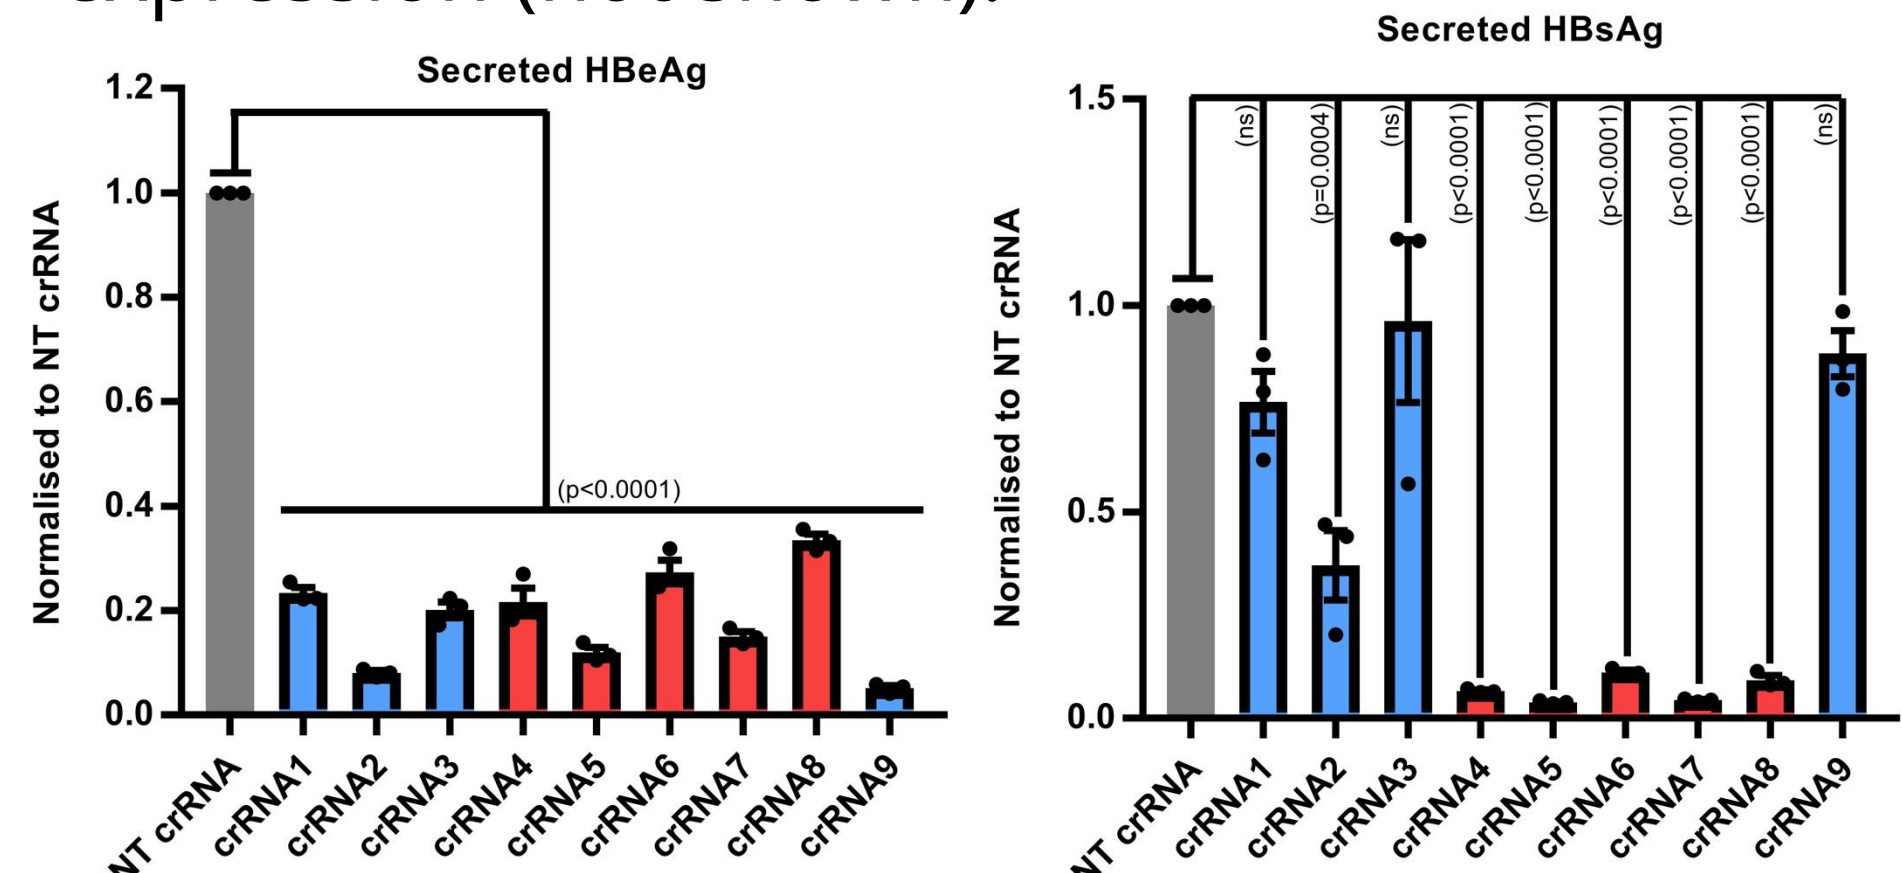 expression (not shown).
Secreted HBeAg
Normalised to NT crRNA
1.2
1.0
0.8
0.6
0.4
0.2
0.0
(p<0.0001)
NT crRNA
crRNA1
crRNA2
crRNA3
crRNA4
crRNA5
crRNA6
crRNA7
crRNA8
crRNA9
Secreted HBsAg
Normalised to NT crRNA
1.5
1.0
0.5
0.0
(ns)
(p=0.0004)
(ns)
(p<0.0001)
(p<0.0001)
(p<0.0001)
(p<0.0001)
(p<0.0001)
(ns)
NT crRNA
crRNA1
crRNA2
crRNA3
crRNA4
crRNA5
crRNA6
crRNA7
crRNA8
crRNA9